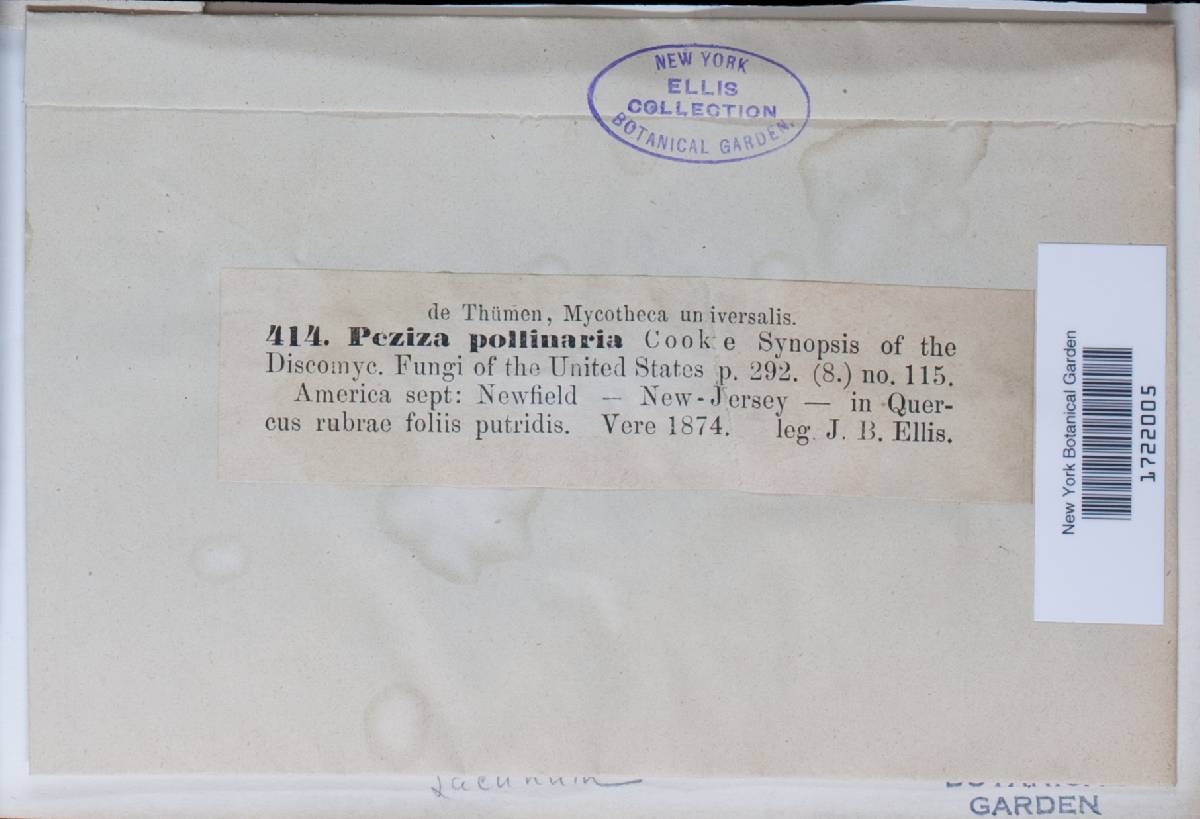 NEW YORK
ELLIS
COLLECTION
BOTANICAL GARDEN.
de Thümen, Mycotheca un iversalis.
414. Peziza pollinaria Cooke Synopsis of the
Discomyc. Fungi of the United States p. 292. (8.) no. 115.
America sept: Newfield — New-Jersey — in Quer-
cus rubrae foliis putridis. Vere 1874. leg. J. B. Ellis.
New York Botanical Garden
1722005
GARDEN